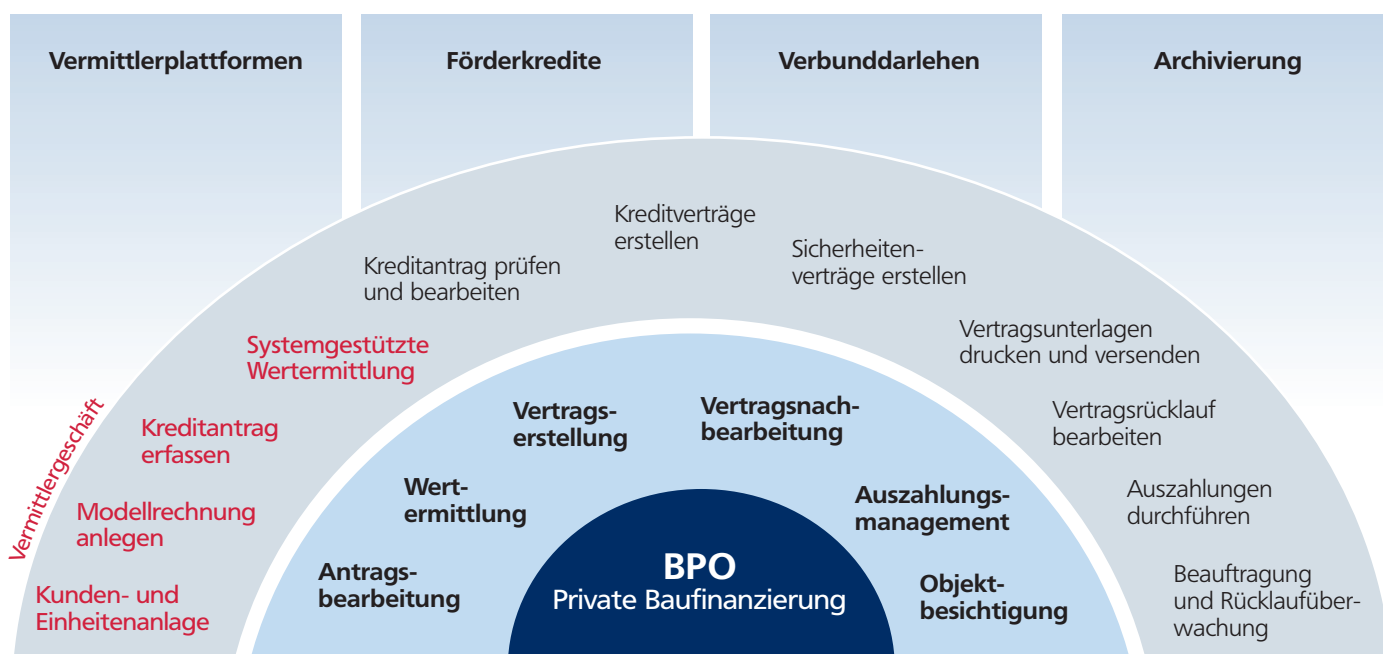 Vermittlerplattformen
Förderkredite
Verbunddarlehen
Archivierung
Kreditverträge
erstellen
Sicherheiten-
verträge erstellen
Kreditantrag prüfen
und bearbeiten
Systemgestützte
Wertermittlung
Vertragsunterlagen
drucken und versenden
Vermittlergeschäft
Kreditantrag
erfassen
Vertragsrücklauf
bearbeiten
Modellrechnung
anlegen
Auszahlungen
durchführen
Kunden- und
Einheitenanlage
Beauftragung
und Rücklaufüber-
wachung
Vertrags-
erstellung
Vertragsnach-
bearbeitung
Wert-
ermittlung
Auszahlungs-
management
Antrags-
bearbeitung
Objekt-
besichtigung
BPO
Private Baufinanzierung